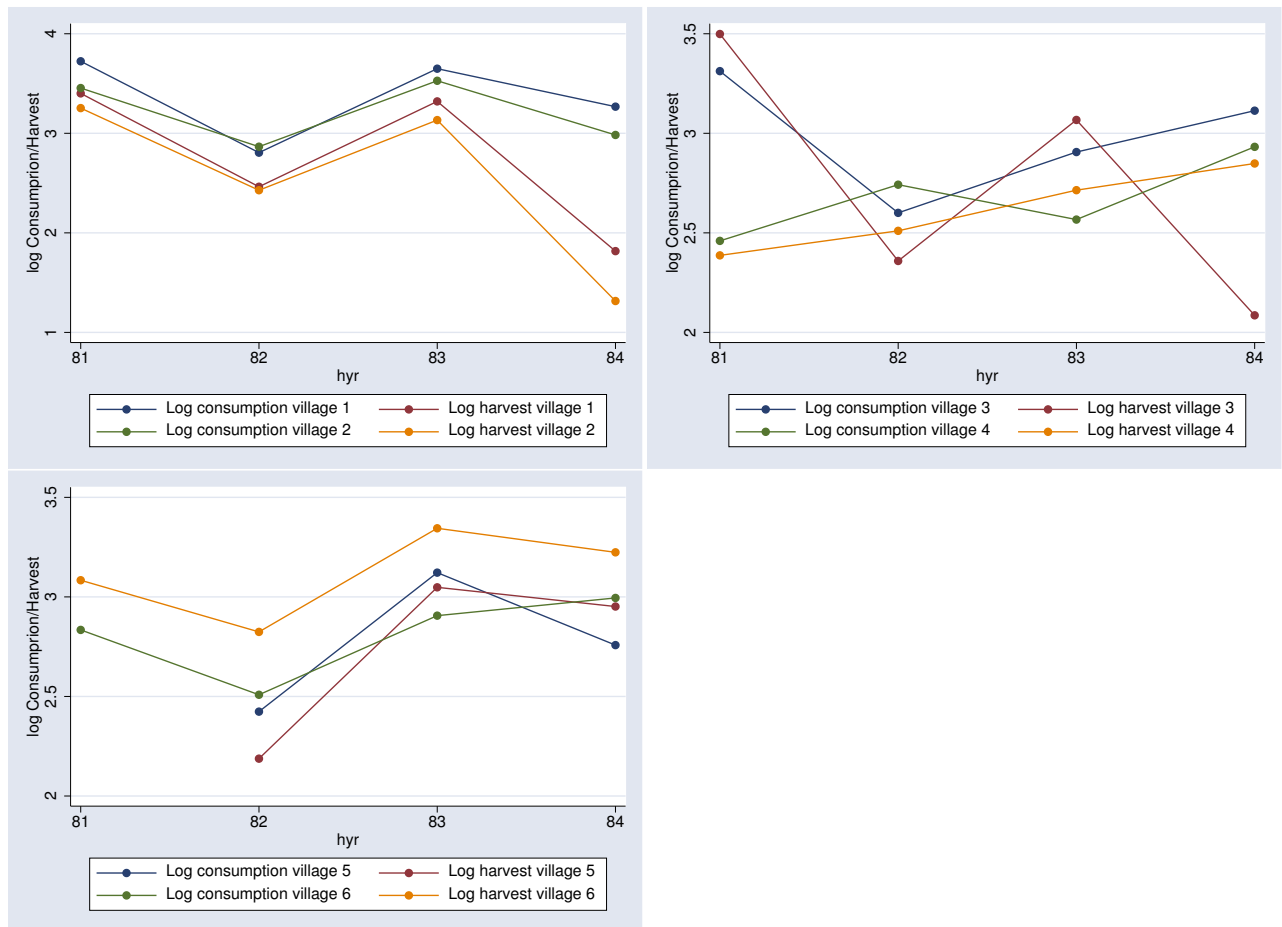 log Consumprion/Harvest
4
3
2
1
81 82 83 84
hyr
Log consumption village 1 Log harvest village 1
Log consumption village 2 Log harvest village 2
log Consumprion/Harvest
3.5
3
2.5
2
81 82 83 84
hyr
Log consumption village 3 Log harvest village 3
Log consumption village 4 Log harvest village 4
log Consumprion/Harvest
3.5
3
2.5
2
81 82 83 84
hyr
Log consumption village 5 Log harvest village 5
Log consumption village 6 Log harvest village 6